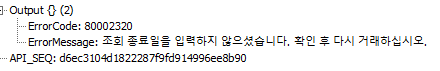 Output {} (2)
ErrorCode: 80002320
ErrorMessage: 조회 종료일을 입력하지 않으셨습니다. 확인 후 다시 거래하십시오.
API_SEQ: d6ec3104d1822287f9fd914996ee8b90